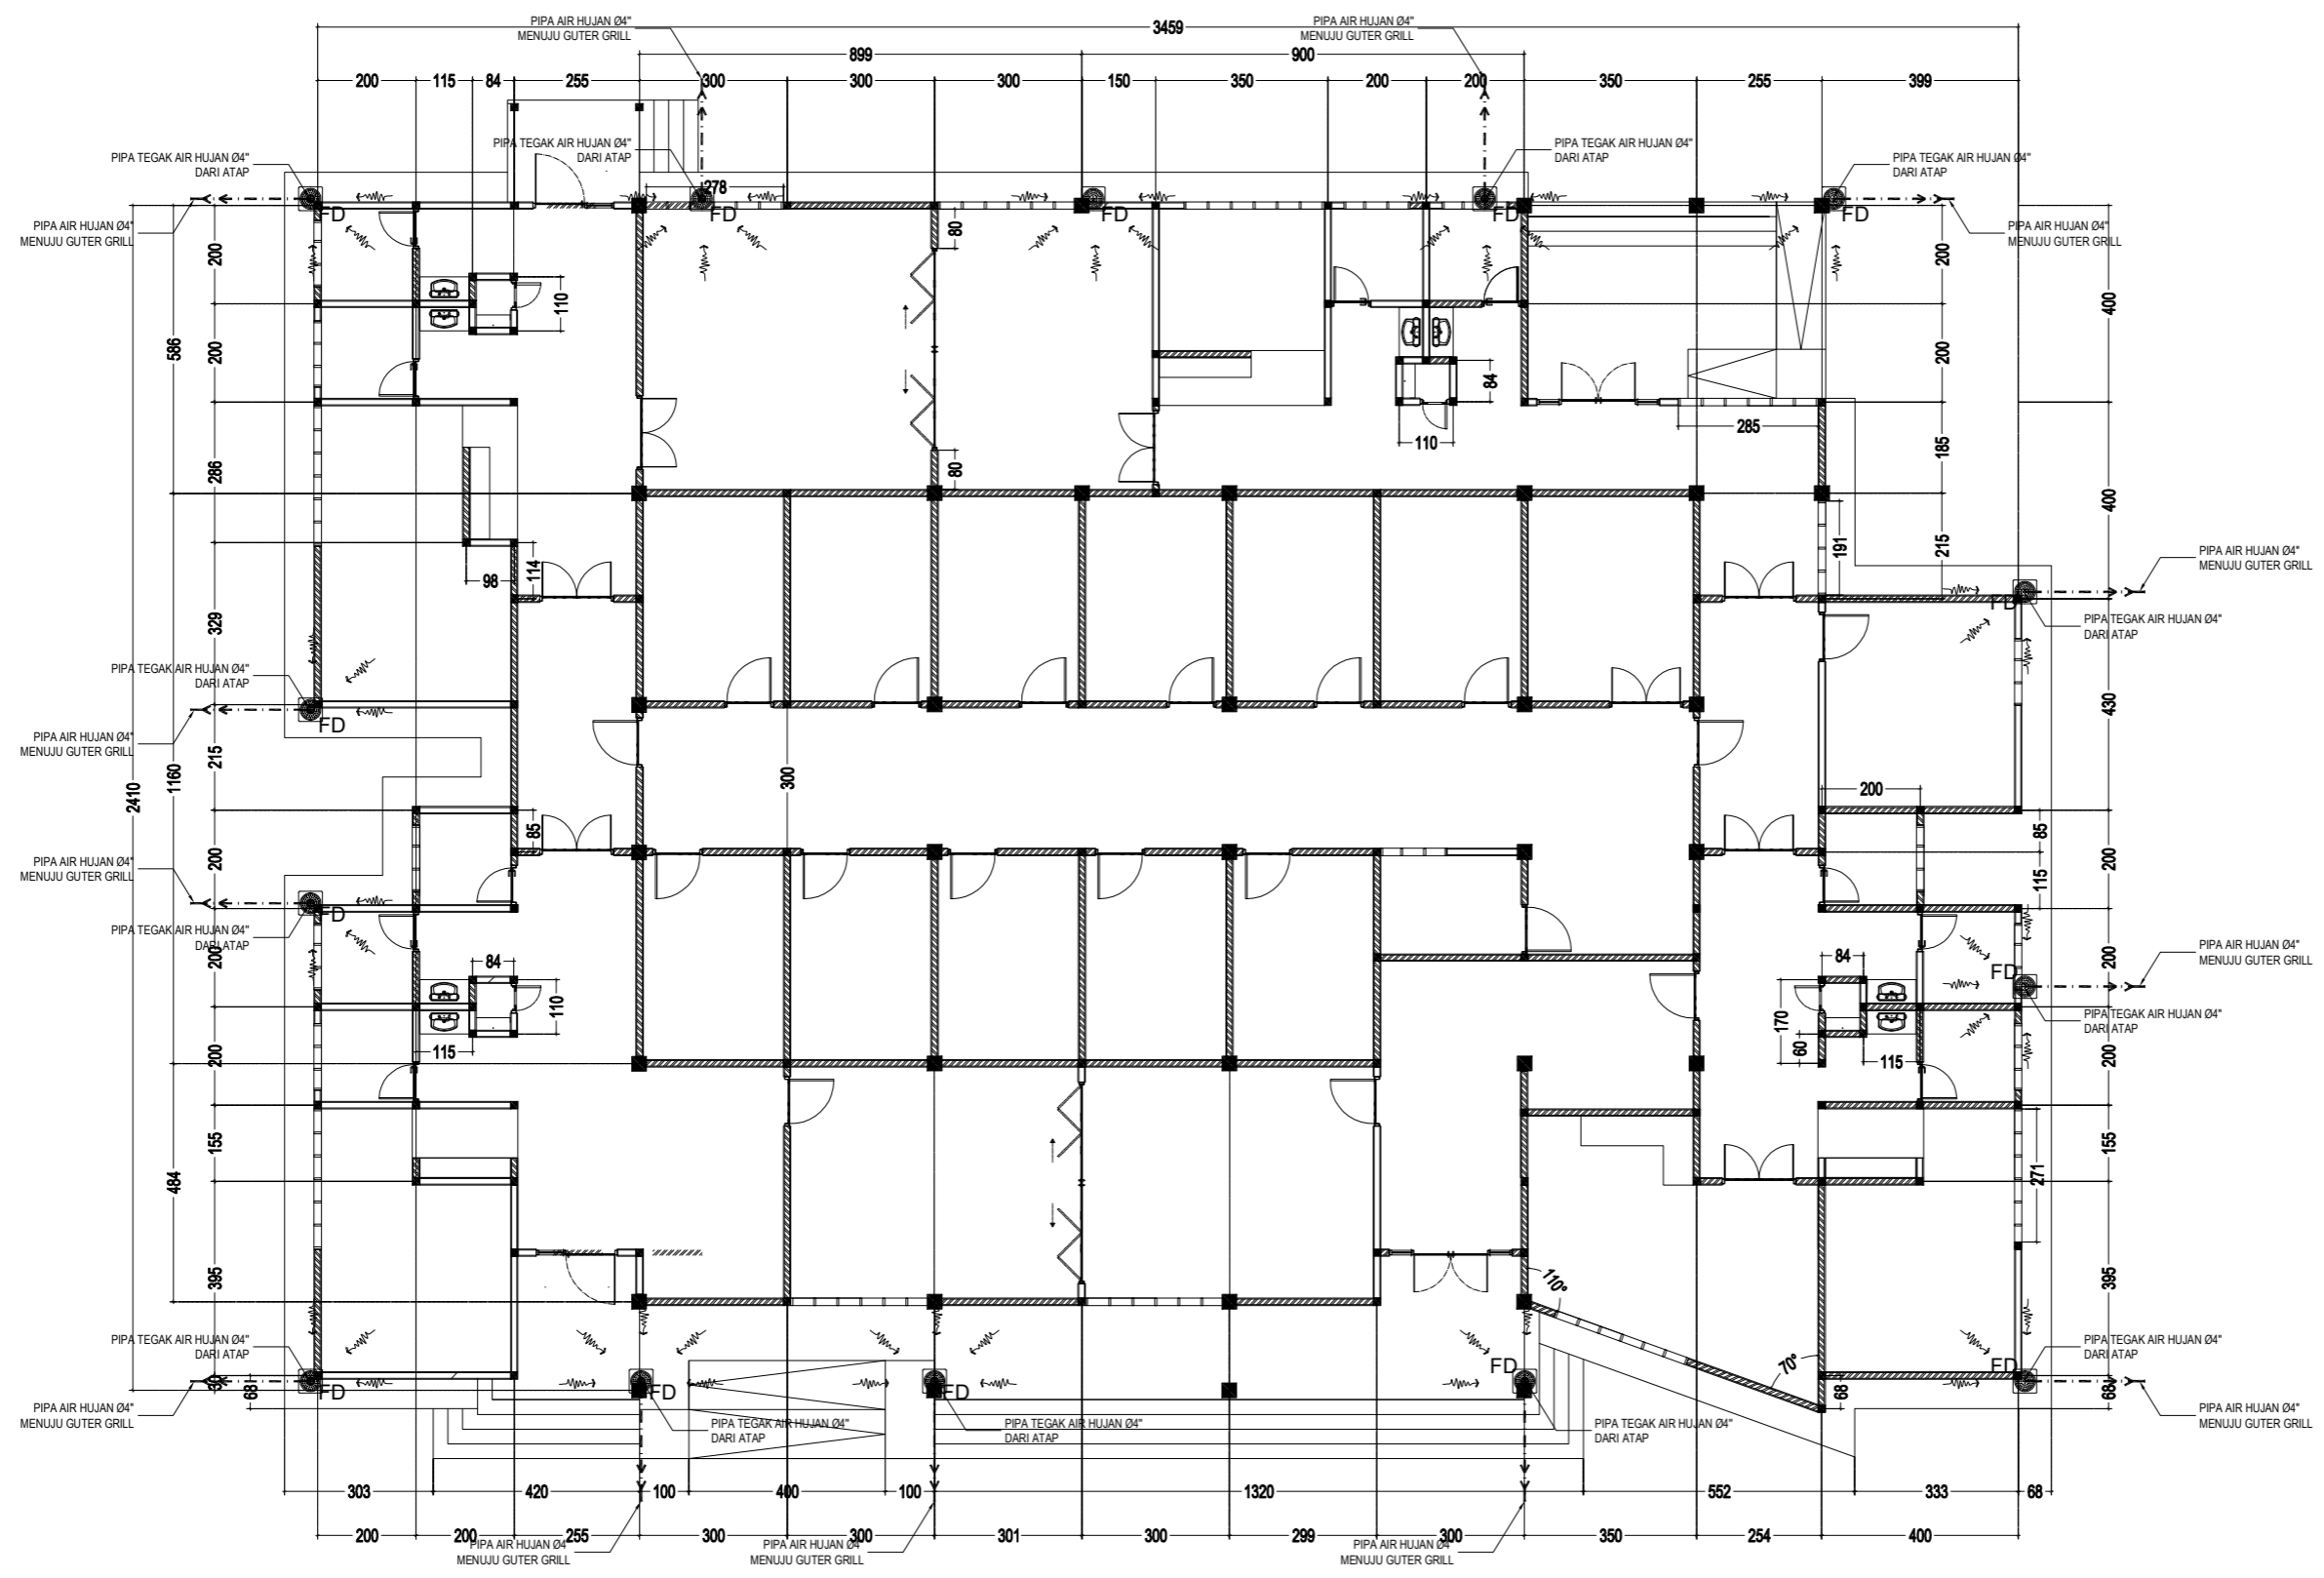 PIPA AIR HUJAN Ø4"
MENUJU GUTER GRILL
PIPA AIR HUJAN Ø4"
MENUJU GUTER GRILL
3459
899
900
200
115
84
255
300
300
300
150
350
200
200
350
255
399
PIPA TEGAK AIR HUJAN Ø4"
DARI ATAP
PIPA TEGAK AIR HUJAN Ø4"
DARI ATAP
PIPA TEGAK AIR HUJAN Ø4"
DARI ATAP
PIPA TEGAK AIR HUJAN Ø4"
DARI ATAP
278
FD
FD
FD
FD
FD
PIPA AIR HUJAN Ø4"
MENUJU GUTER GRILL
PIPA AIR HUJAN Ø4"
MENUJU GUTER GRILL
200
80
200
110
400
586
200
84
200
80
110
285
185
286
400
191
215
98
114
PIPA AIR HUJAN Ø4"
MENUJU GUTER GRILL
FD
PIPA TEGAK AIR HUJAN Ø4"
DARI ATAP
329
PIPA TEGAK AIR HUJAN Ø4"
DARI ATAP
FD
430
PIPA AIR HUJAN Ø4"
MENUJU GUTER GRILL
215
1160
2410
300
200
85
85
PIPA AIR HUJAN Ø4"
MENUJU GUTER GRILL
200
200
115
FD
PIPA TEGAK AIR HUJAN Ø4"
DARI ATAP
200
84
84
200
PIPA AIR HUJAN Ø4"
MENUJU GUTER GRILL
FD
110
PIPA TEGAK AIR HUJAN Ø4"
DARI ATAP
170
200
115
60
115
200
155
155
484
271
395
110°
395
PIPA TEGAK AIR HUJAN Ø4"
DARI ATAP
PIPA TEGAK AIR HUJAN Ø4"
DARI ATAP
70°
FD
FD
FD
FD
FD
FD
30
68
68
68
PIPA AIR HUJAN Ø4"
MENUJU GUTER GRILL
PIPA AIR HUJAN Ø4"
MENUJU GUTER GRILL
PIPA TEGAK AIR HUJAN Ø4"
DARI ATAP
PIPA TEGAK AIR HUJAN Ø4"
DARI ATAP
PIPA TEGAK AIR HUJAN Ø4"
DARI ATAP
303
420
100
400
100
1320
552
333
68
200
200
255
300
300
301
300
299
300
350
254
400
PIPA AIR HUJAN Ø4"
MENUJU GUTER GRILL
PIPA AIR HUJAN Ø4"
MENUJU GUTER GRILL
PIPA AIR HUJAN Ø4"
MENUJU GUTER GRILL